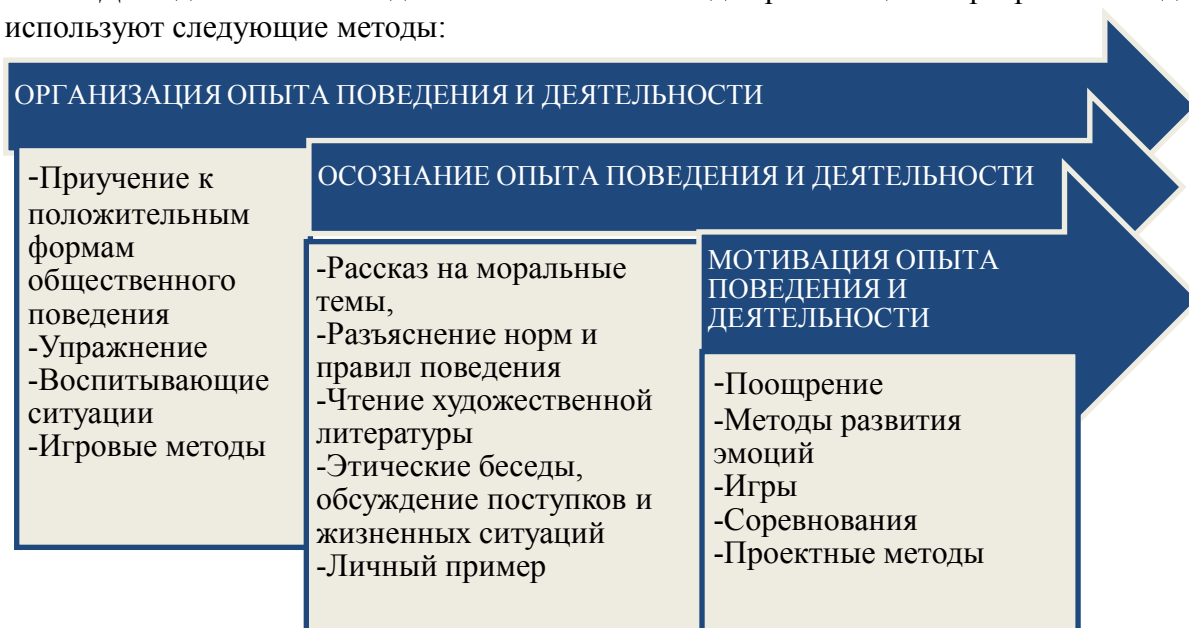 используют следующие методы:
ОРГАНИЗАЦИЯ ОПЫТА ПОВЕДЕНИЯ И ДЕЯТЕЛЬНОСТИ
-Приучение к
положительным
формам
общественного
поведения
-Упражнение
-Воспитывающие
ситуации
-Игровые методы
ОСОЗНАНИЕ ОПЫТА ПОВЕДЕНИЯ И ДЕЯТЕЛЬНОСТИ
-Рассказ на моральные
темы,
-Разъяснение норм и
правил поведения
-Чтение художественной
литературы
-Этические беседы,
обсуждение поступков и
жизненных ситуаций
-Личный пример
МОТИВАЦИЯ ОПЫТА
ПОВЕДЕНИЯ И
ДЕЯТЕЛЬНОСТИ
-Поощрение
-Методы развития
эмоций
-Игры
-Соревнования
-Проектные методы